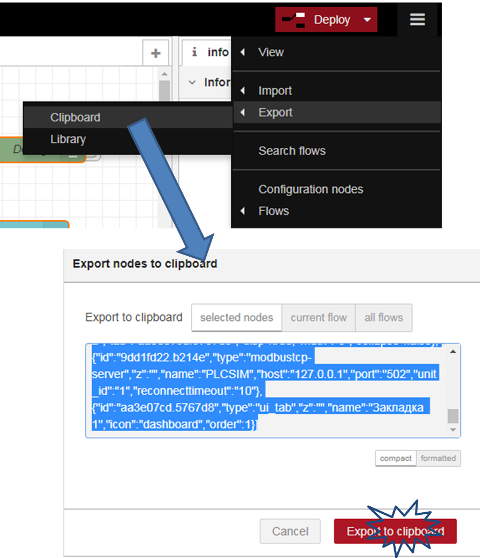 Deploy
info
View
Infor
Import
Clipboard
Export
Library
Search flows
Configuration nodes
Flows
Export nodes to clipboard
Export to clipboard selected nodes current flow all flows
{"id":"9dd1fd22.b214e","type":"modbustcp-
server","z":"","name":"PLCSIM","host":"127.0.0.1","port":"502","unit
_id":"1","reconnecttimeout":"10"},
{"id":"aa3e07cd.5767d8","type":"ui_tab","z":"","name":"Закладка
1","icon":"dashboard","order":1}]
compact formatted
Cancel Export to clipboard